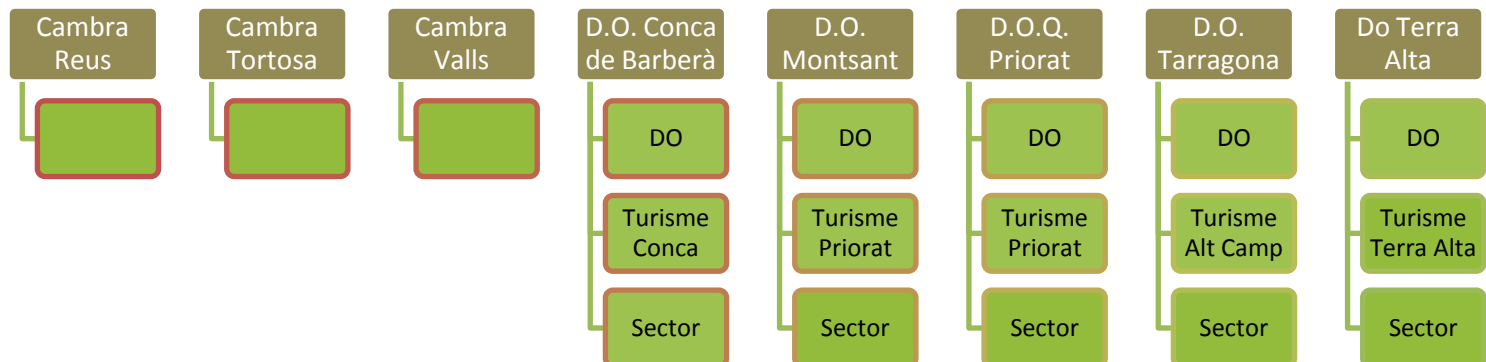 Cambra
Reus
Cambra
Tortosa
Cambra
Valls
D.O. Conca
de Barberà
DO
Turisme
Conca
Sector
D.O.
Montsant
DO
Turisme
Priorat
Sector
D.O.Q.
Priorat
DO
Turisme
Priorat
Sector
D.O.
Tarragona
DO
Turisme
Alt Camp
Sector
Do Terra
Alta
DO
Turisme
Terra Alta
Sector